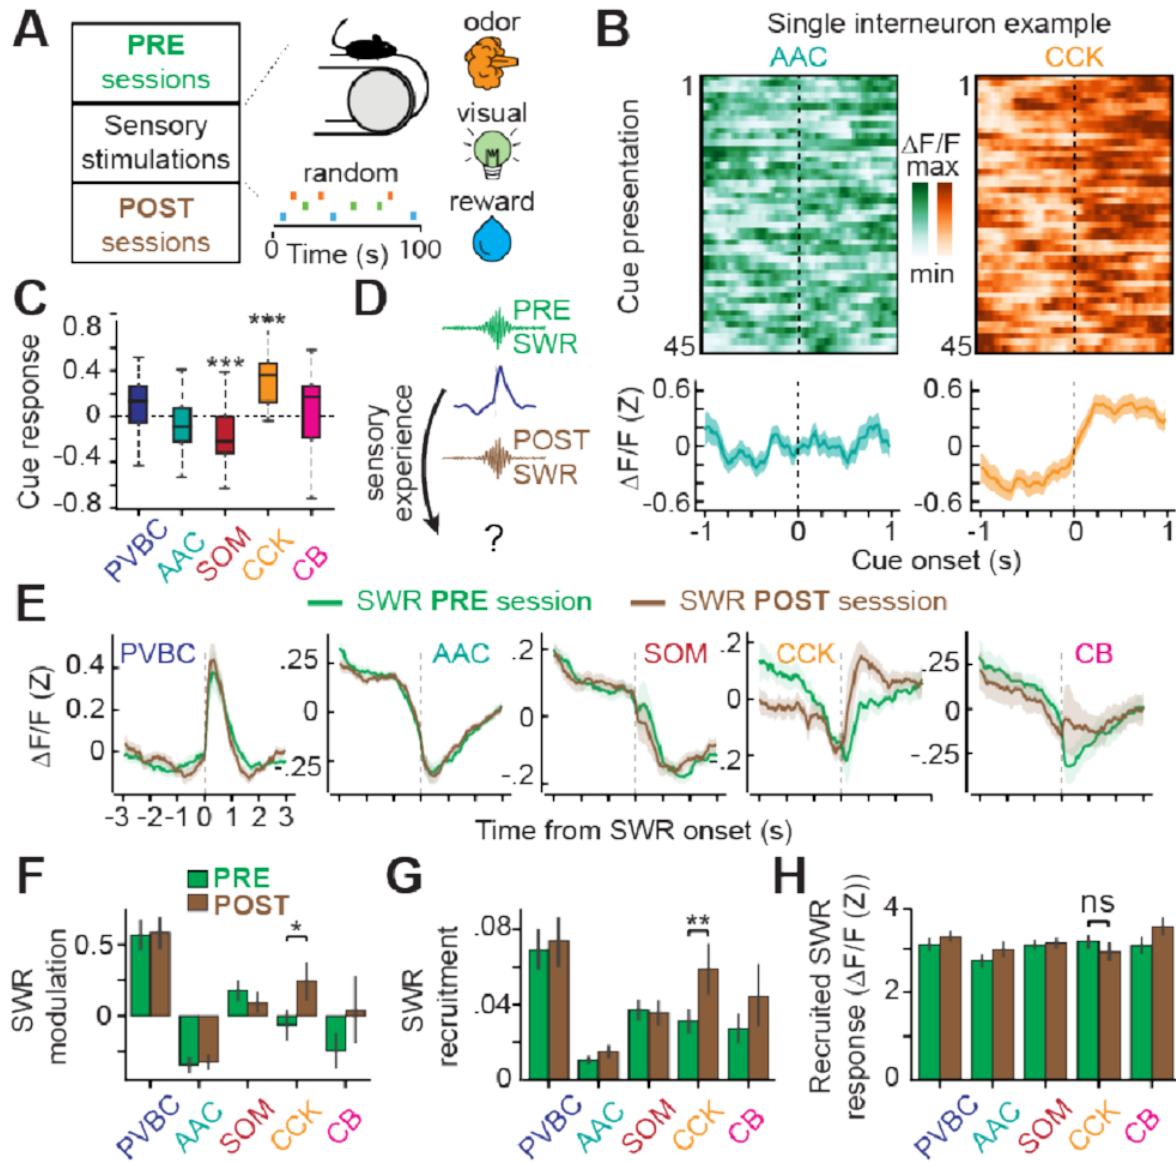 A
PRE
sessions
Sensory
stimulations
POST
sessions
random
0
Time (s)
100
odor
visual
reward
B
Single interneuron example
AAC
CCK
Cue presentation
1
45
ΔF/F
max
min
ΔF/F (Z)
0.6
0
-0.6
0.6
0
-0.6
-1
0
1
-1
0
1
Cue onset (s)
C
Cue response
0.8
0.4
0
-0.4
-0.8
***
***
PVBC
AAC
SOM
CCK
CB
D
PRE
SWR
sensory
experience
POST
SWR
?
E
SWR PRE session
SWR POST sesssion
ΔF/F (Z)
PVBC
0.4
0.2
0
-3 -2 -1 0 1 2 3
AAC
.25
0
-.25
SOM
.2
0
-.2
CCK
.2
0
-.2
CB
.25
0
-.25
Time from SWR onset (s)
F
PRE
POST
SWR
modulation
0.5
0
*
PVBC
AAC
SOM
CCK
CB
G
SWR
recruitment
.08
.04
0
**
PVBC
AAC
SOM
CCK
CB
H
Recruited SWR
response (ΔF/F (Z))
4
2
0
ns
PVBC
AAC
SOM
CCK
CB